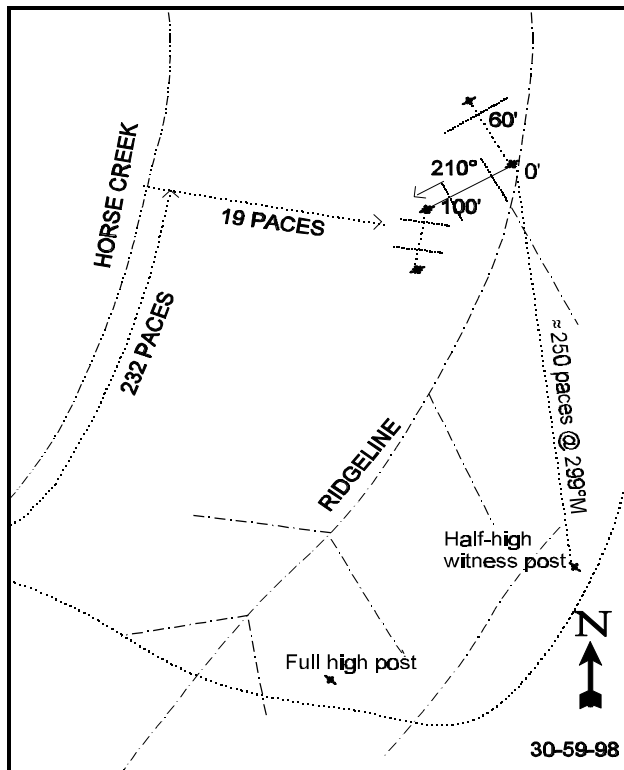 60'
210°
0'
100'
19 PACES
HORSE CREEK
232 PACES
≈250 paces @ 299°M
RIDGELINE
Half-high
witness post
N
Full high post
30-59-98